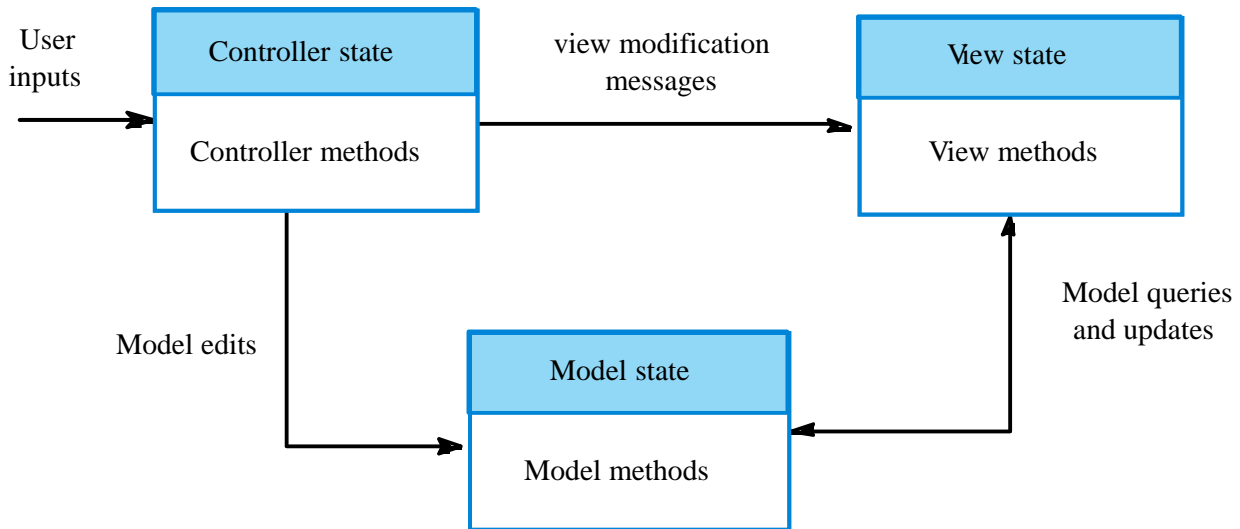 User
inputs
Controller state
Controller methods
view modification
messages
View state
View methods
Model edits
Model state
Model methods
Model queries
and updates